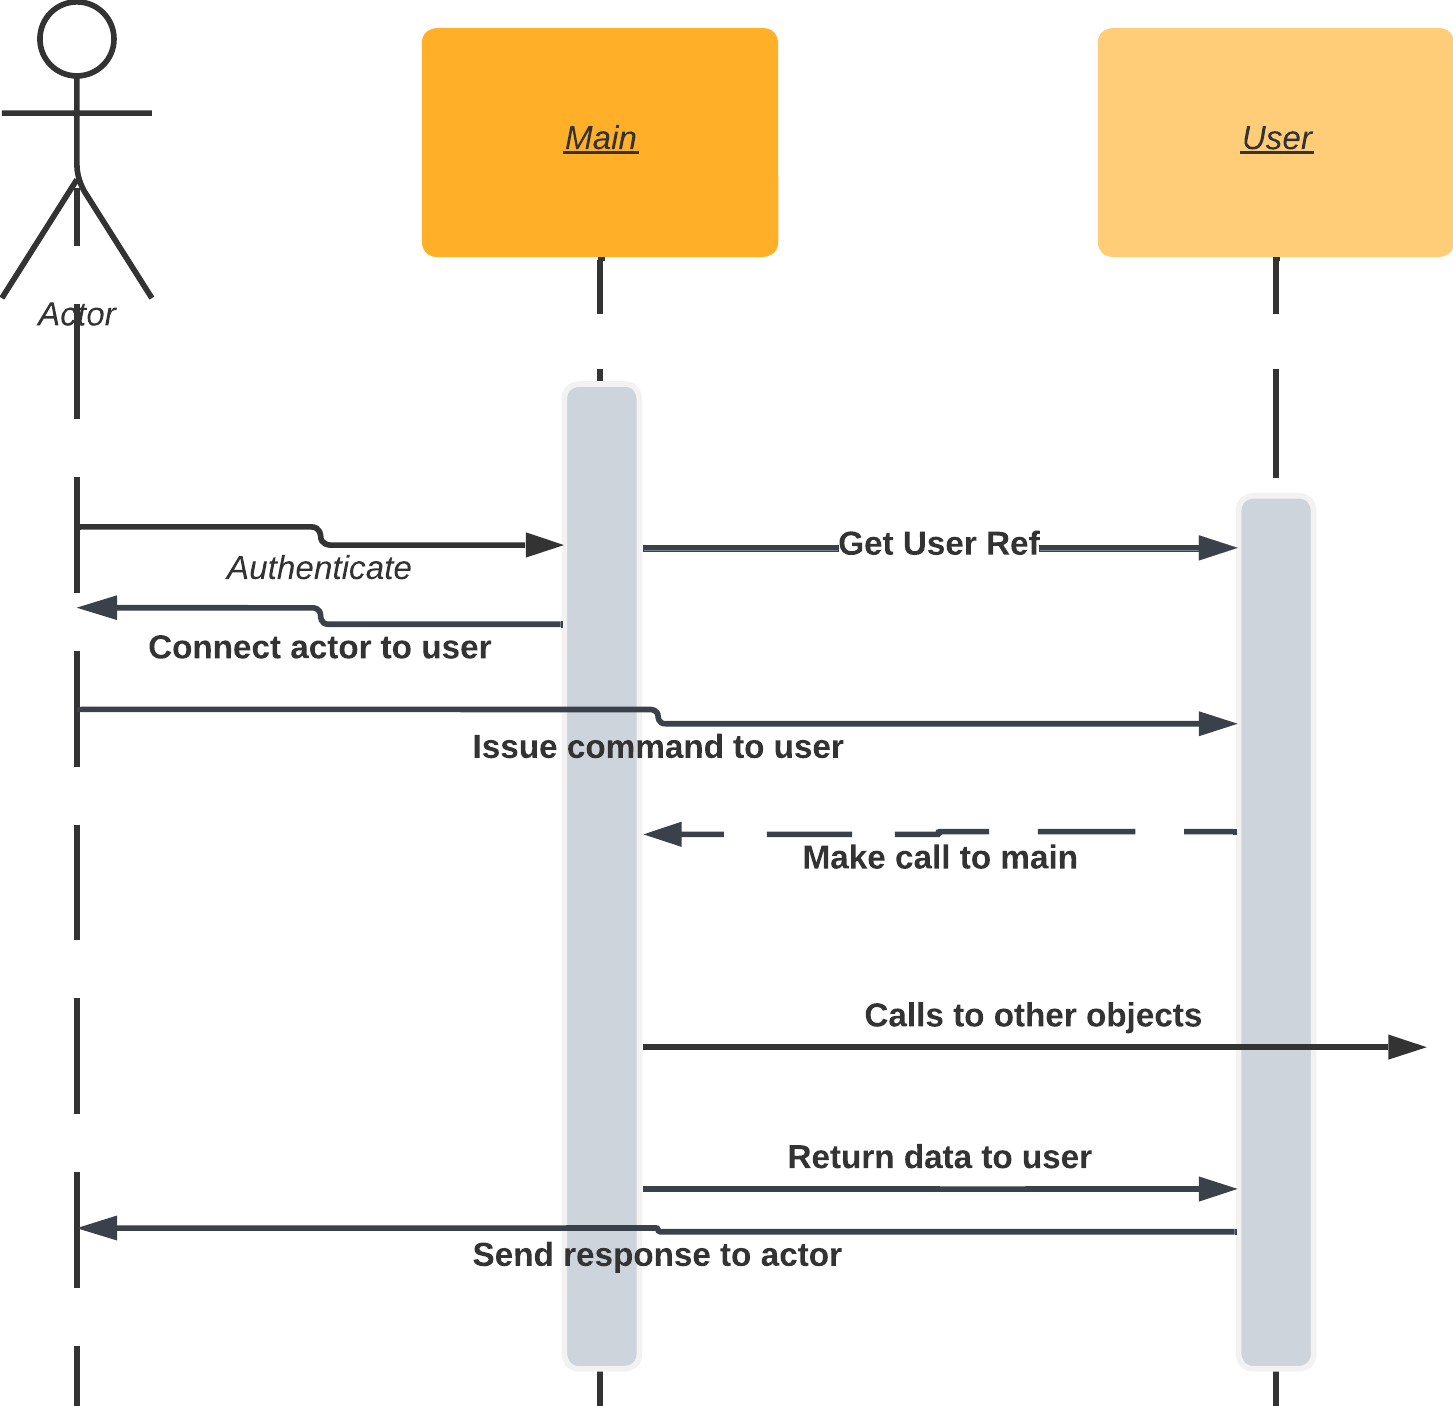 Main
User
Actor
Get User Ref
Authenticate
Connect actor to user
Issue command to user
Make call to main
Calls to other objects
Return data to user
Send response to actor